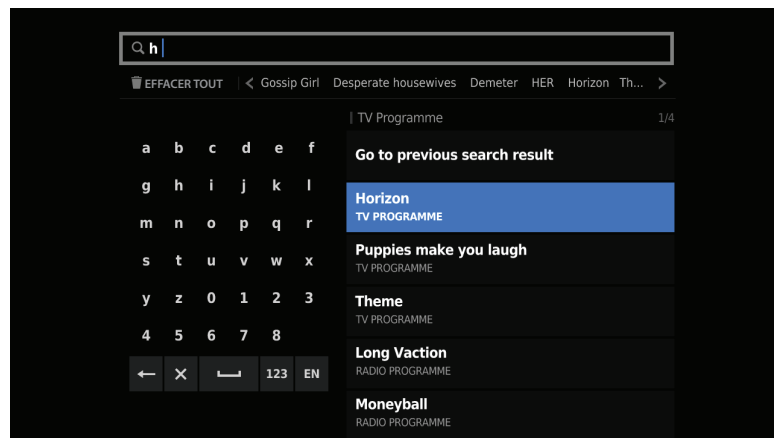 h
EFFACER TOUT Gossip Girl Desperate housewives Demeter HER Horizon Th...
TV Programme 1/4
a b c d e f
g h i j k l
m n o p q r
s t u v w x
y z 0 1 2 3
4 5 6 7 8
123 EN
Go to previous search result
Horizon
TV PROGRAMME
Puppies make you laugh
TV PROGRAMME
Theme
TV PROGRAMME
Long Vaction
RADIO PROGRAMME
Moneyball
RADIO PROGRAMME